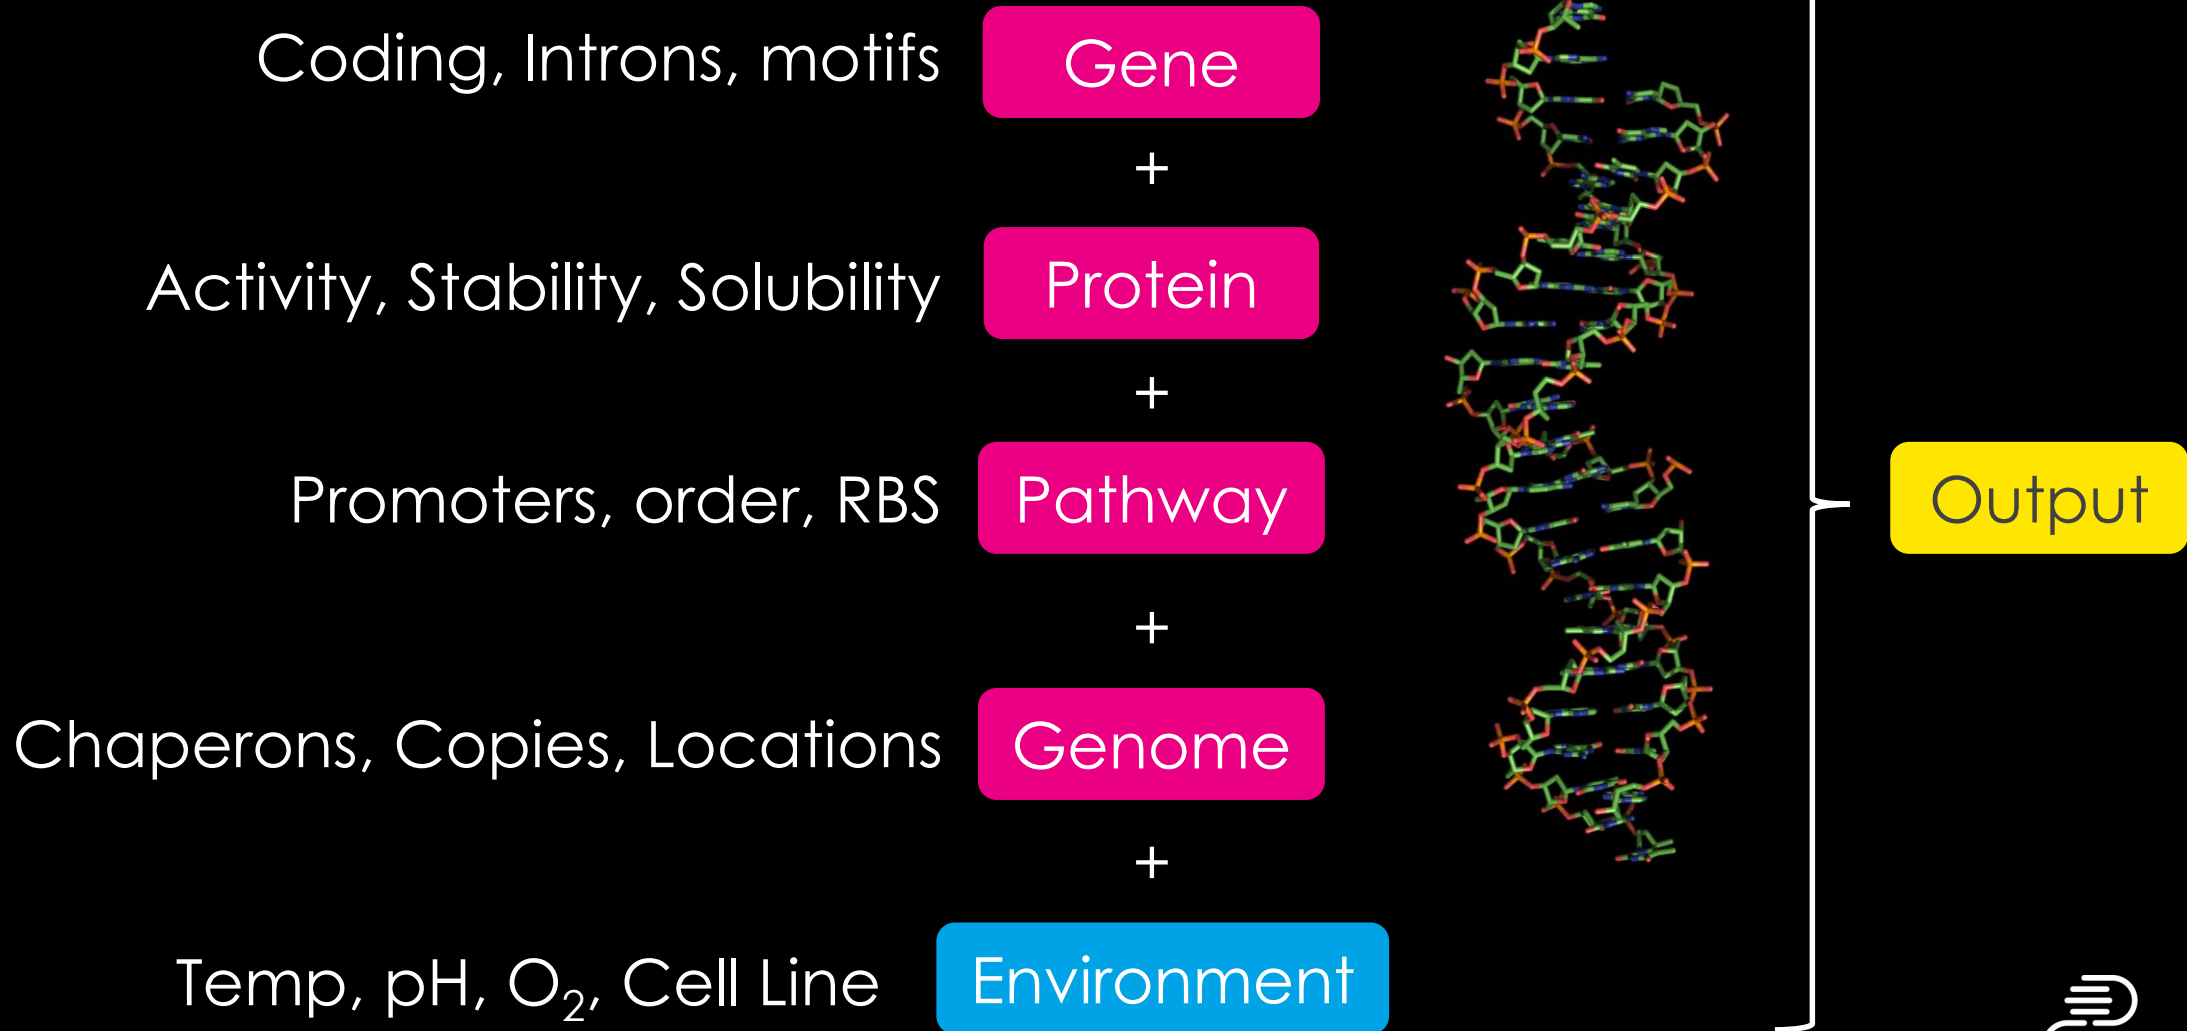 Coding, Introns, motifs Gene
+
Activity, Stability, Solubility Protein
+
Promoters, order, RBS Pathway
Output
+
Chaperons, Copies, Locations Genome
+
Temp, pH, O₂, Cell Line Environment